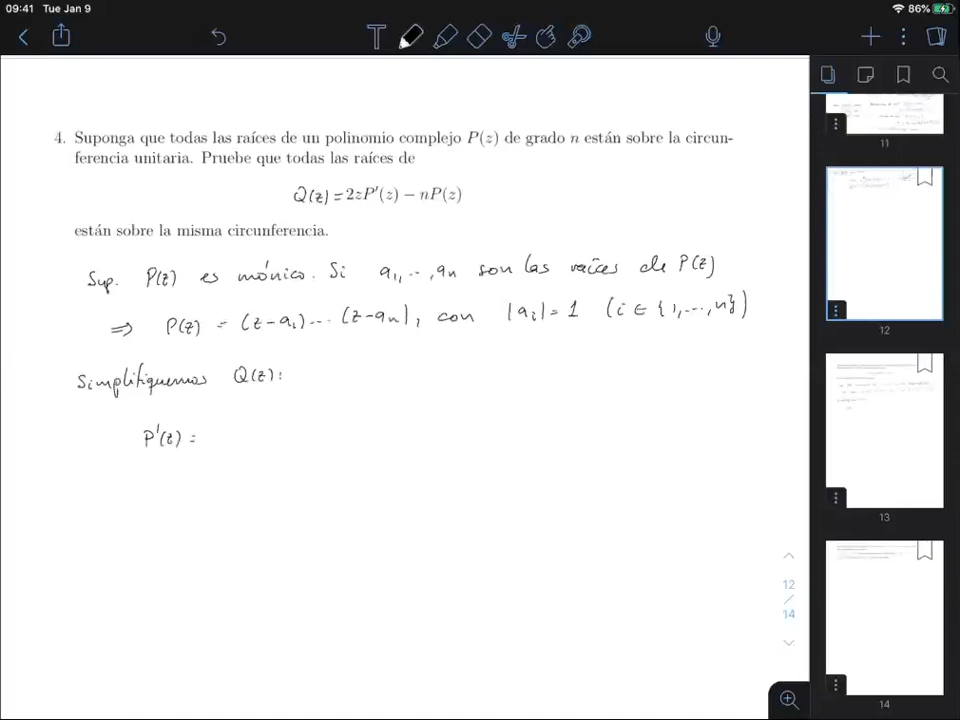 09:41 Tue Jan 9
86%
4. Suponga que todas las raíces de un polinomio complejo P(z) de grado n están sobre la circun-
ferencia unitaria. Pruebe que todas las raíces de
Q(z) = 2zP'(z) − nP(z)
están sobre la misma circunferencia.
Sup. P(z) es mónico. Si a₁, ..., aₙ son las raíces de P(z)
⟹ P(z) = (z-a₁)...(z-aₙ), con |aᵢ| = 1 (i ∈ {1,...,n})
Simplifiquemos Q(z):
P'(z) =
11
12
13
14
12
/
14